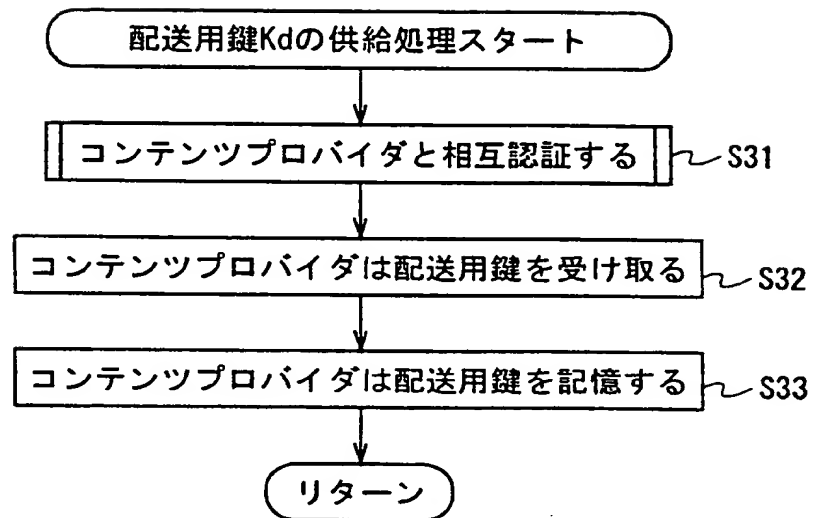 配送用鍵Kdの供給処理スタート
コンテンツプロバイダと相互認証する
S31
コンテンツプロバイダは配送用鍵を受け取る
S32
コンテンツプロバイダは配送用鍵を記憶する
S33
リターン